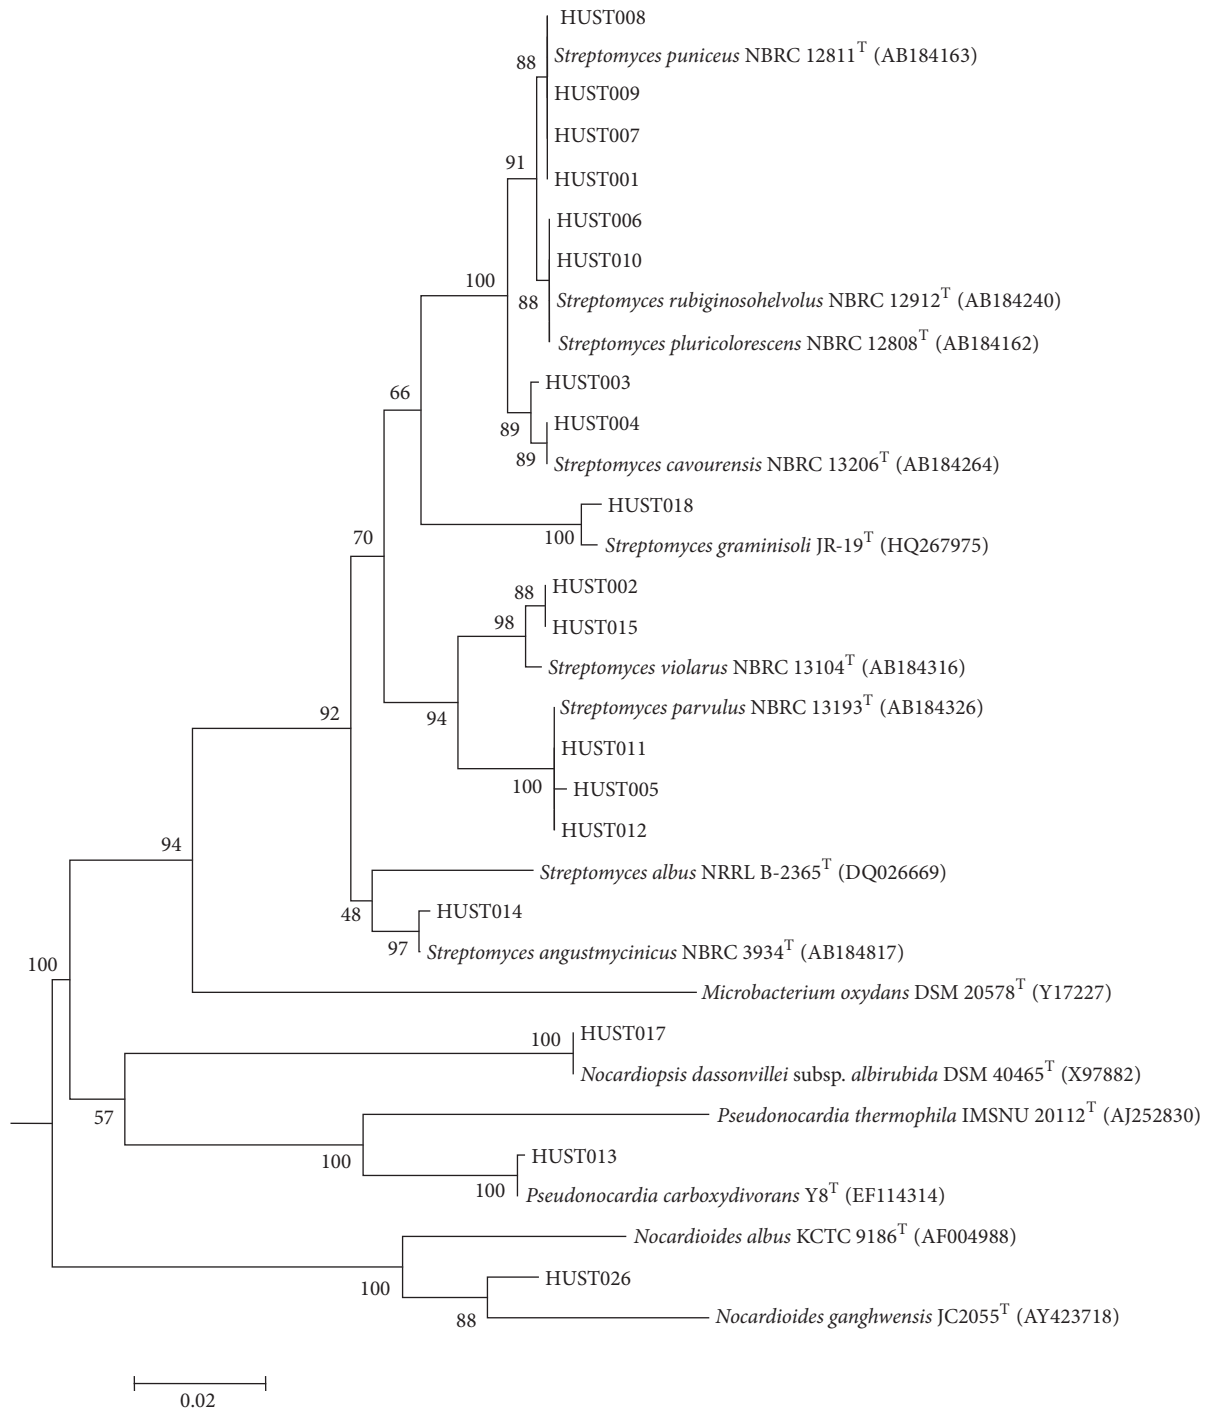 HUST008
88
Streptomyces puniceus NBRC 12811T (AB184163)
HUST009
HUST007
91
HUST001
HUST006
HUST010
100
88
Streptomyces rubiginosohelvolus NBRC 12912T (AB184240)
Streptomyces pluricolorescens NBRC 12808T (AB184162)
HUST003
66
HUST004
89
89
Streptomyces cavourensis NBRC 13206T (AB184264)
HUST018
70
100
Streptomyces graminisoli JR-19T (HQ267975)
HUST002
88
98
HUST015
Streptomyces violarus NBRC 13104T (AB184316)
92
94
Streptomyces parvulus NBRC 13193T (AB184326)
HUST011
100
HUST005
HUST012
94
Streptomyces albus NRRL B-2365T (DQ026669)
48
HUST014
97
Streptomyces angustmycinicus NBRC 3934T (AB184817)
100
Microbacterium oxydans DSM 20578T (Y17227)
100
HUST017
Nocardiopsis dassonvillei subsp. albirubida DSM 40465T (X97882)
57
Pseudonocardia thermophila IMSNU 20112T (AJ252830)
100
HUST013
100
Pseudonocardia carboxydivorans Y8T (EF114314)
Nocardioides albus KCTC 9186T (AF004988)
100
HUST026
88
Nocardioides ganghwensis JC2055T (AY423718)
0.02